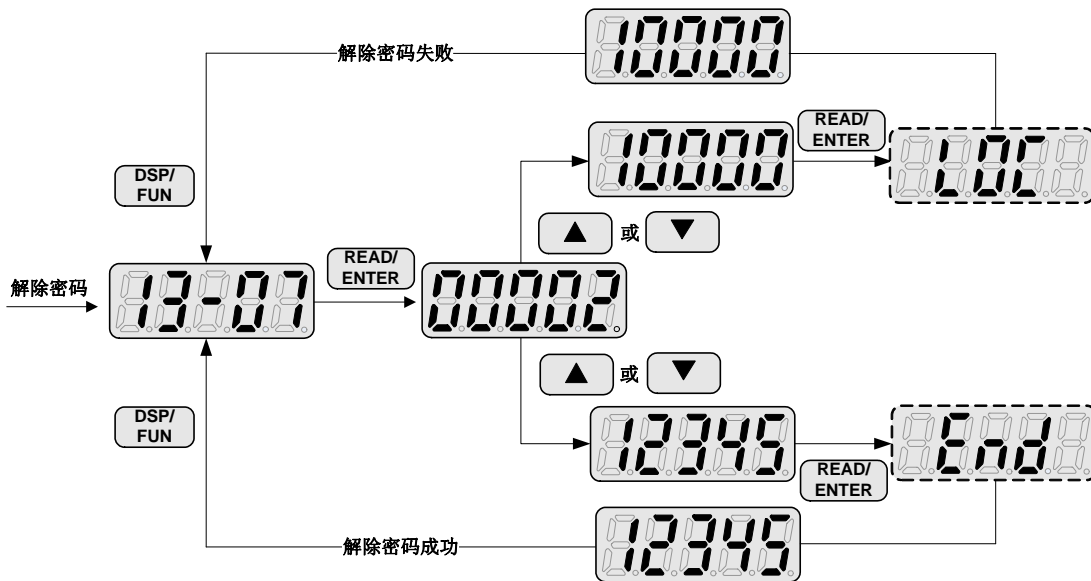 10000
解除密码失败
10000
READ/
ENTER
LOC
DSP/
FUN
▲ 或 ▼
解除密码
13-07
READ/
ENTER
00002
▲ 或 ▼
DSP/
FUN
12345
READ/
ENTER
End
解除密码成功
12345